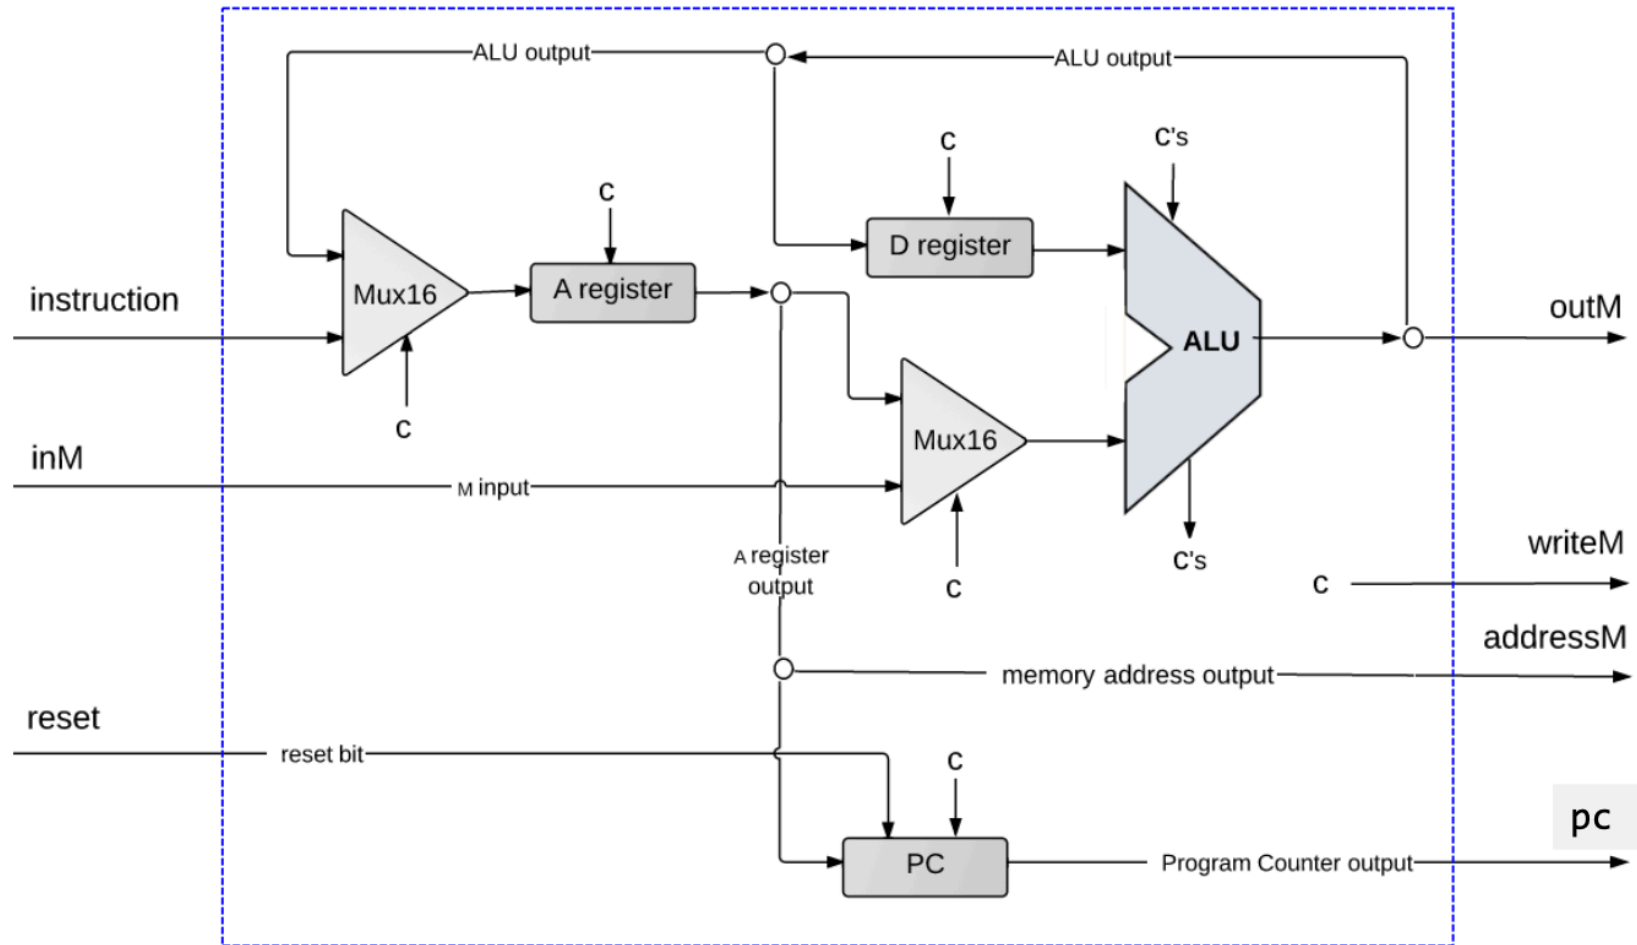 ALU output
ALU output
c
c's
c
D register
instruction
Mux16
A register
ALU
outM
c
inM
Mux16
M input
A register
output
c
c's
writeM
c
addressM
memory address output
reset
reset bit
c
pc
PC
Program Counter output